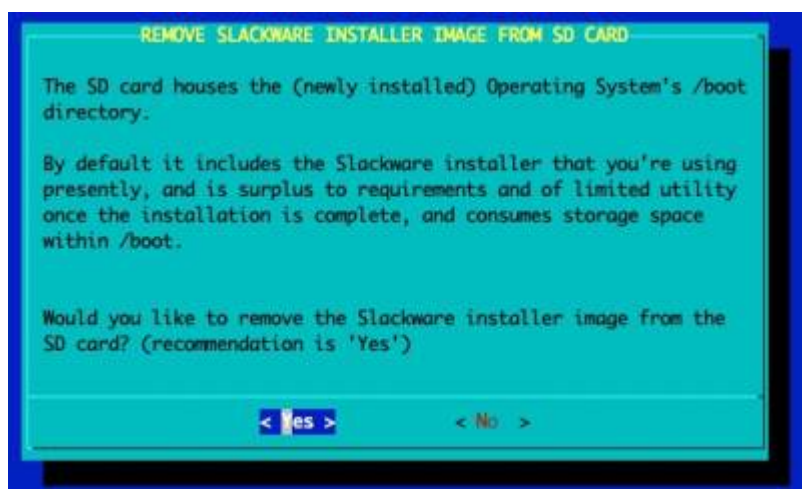 REMOVE SLACKWARE INSTALLER IMAGE FROM SD CARD
The SD card houses the (newly installed) Operating System's /boot
directory.
By default it includes the Slackware installer that you're using
presently, and is surplus to requirements and of limited utility
once the installation is complete, and consumes storage space
within /boot.
Would you like to remove the Slackware installer image from the
SD card? (recommendation is 'Yes')
< Yes > < No >